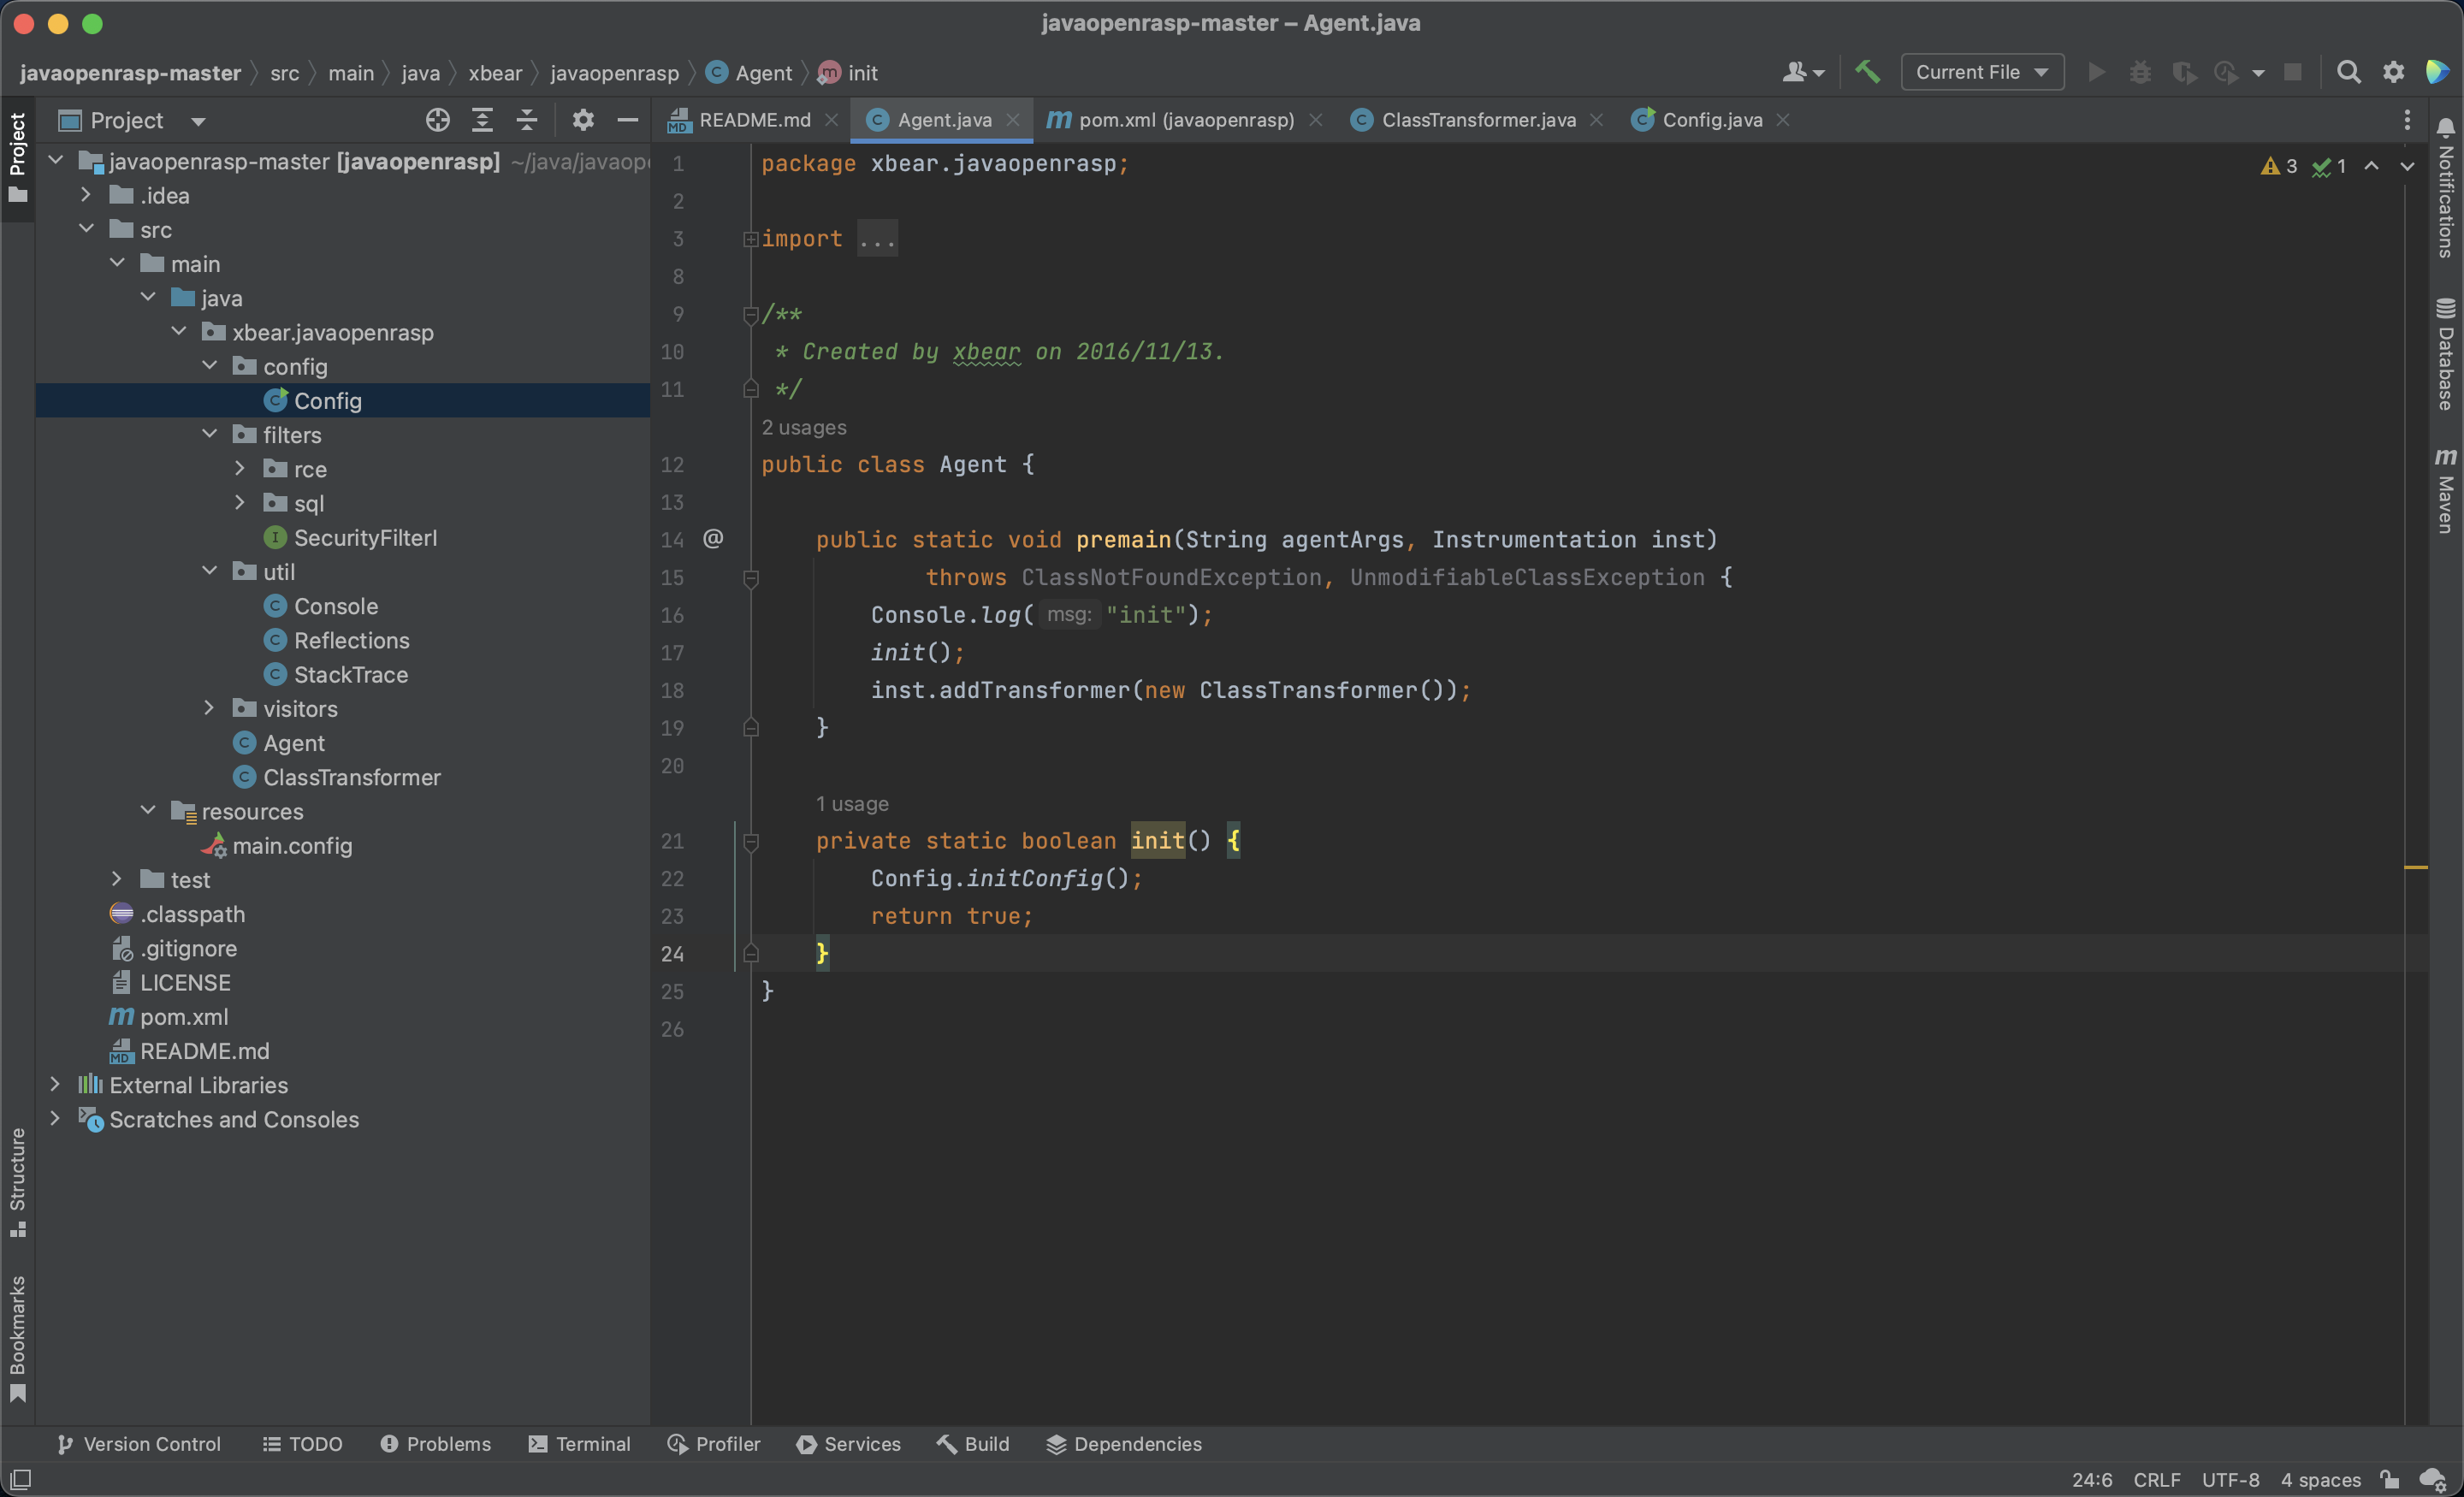 javaopenrasp-master – Agent.java
javaopenrasp-master src main java xbear javaopenrasp Agent init
Current File
Project
README.md Agent.java pom.xml (javaopenrasp) ClassTransformer.java Config.java
Project
Structure
Bookmarks
javaopenrasp-master [javaopenrasp] ~/java/javaope
.idea
src
main
java
xbear.javaopenrasp
config
Config
filters
rce
sql
SecurityFilterI
util
Console
Reflections
StackTrace
visitors
Agent
ClassTransformer
resources
main.config
test
.classpath
.gitignore
LICENSE
pom.xml
README.md
External Libraries
Scratches and Consoles
3 1
1 package xbear.javaopenrasp;
2
3 import ...
8
9 /**
10 * Created by xbear on 2016/11/13.
11 */
2 usages
12 public class Agent {
13
14 @ public static void premain(String agentArgs, Instrumentation inst)
15 throws ClassNotFoundException, UnmodifiableClassException {
16 Console.log( msg: "init");
17 init();
18 inst.addTransformer(new ClassTransformer());
19 }
20
1 usage
21 private static boolean init() {
22 Config.initConfig();
23 return true;
24 }
25 }
26
Notifications
Database
Maven
Version Control TODO Problems Terminal Profiler Services Build Dependencies
24:6 CRLF UTF-8 4 spaces